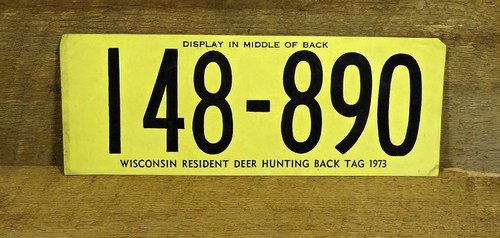 DISPLAY IN MIDDLE OF BACK
148-890
WISCONSIN RESIDENT DEER HUNTING BACK TAG 1973